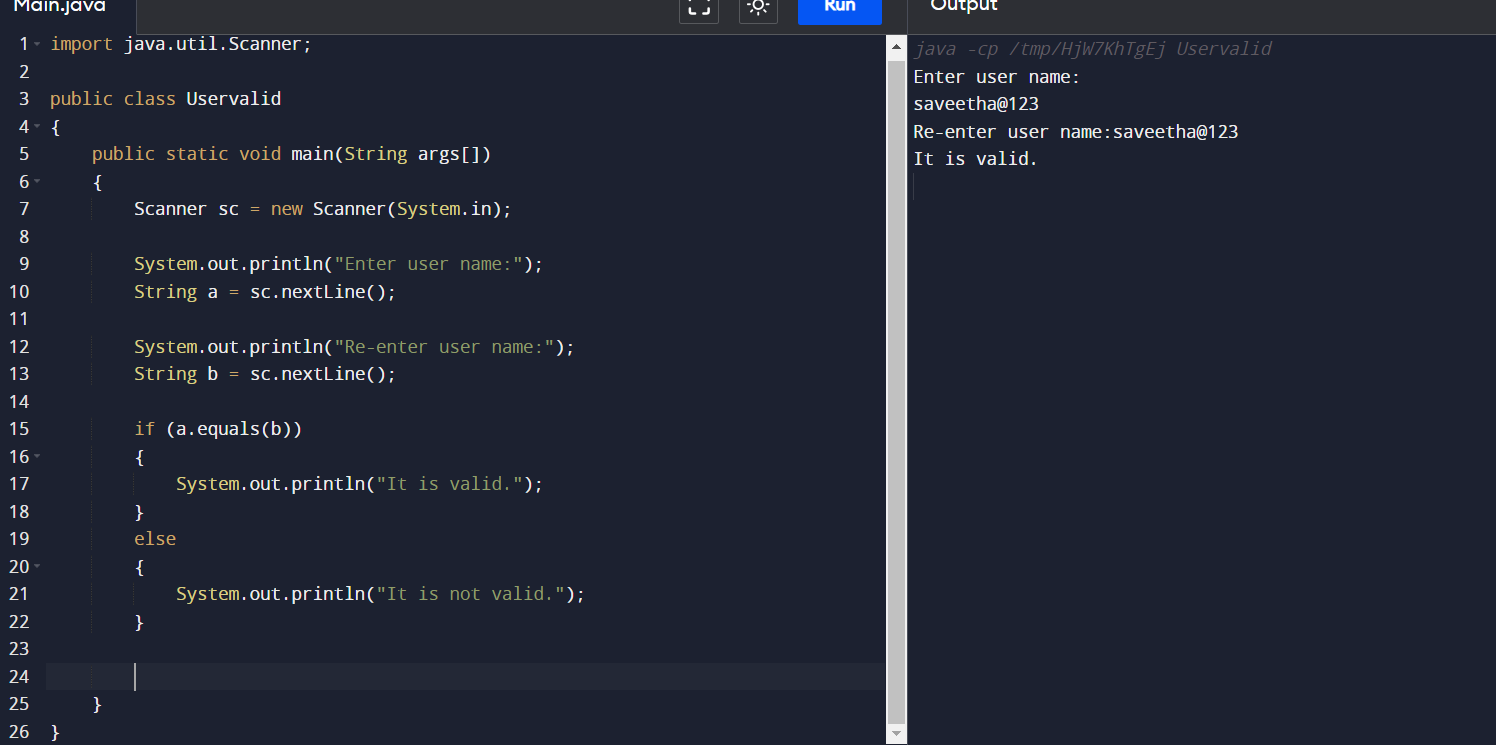 Main.java
Run
Output
1 import java.util.Scanner;
2
3 public class Uservalid
4 {
5 public static void main(String args[])
6 {
7 Scanner sc = new Scanner(System.in);
8
9 System.out.println("Enter user name:");
10 String a = sc.nextLine();
11
12 System.out.println("Re-enter user name:");
13 String b = sc.nextLine();
14
15 if (a.equals(b))
16 {
17 System.out.println("It is valid.");
18 }
19 else
20 {
21 System.out.println("It is not valid.");
22 }
23
24
25 }
26 }
java -cp /tmp/HjW7KhTgEj Uservalid
Enter user name:
saveetha@123
Re-enter user name:saveetha@123
It is valid.